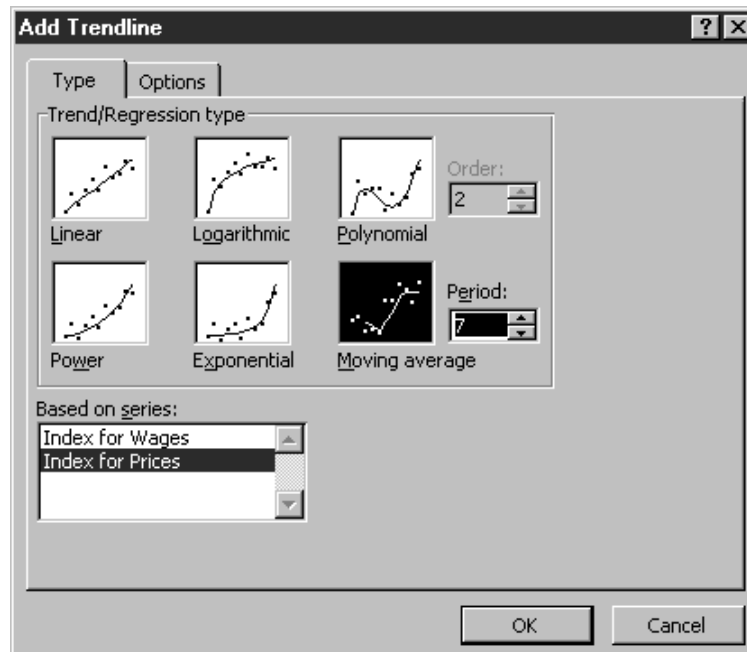 Add Trendline
Type Options
Trend/Regression type
Order:
2
Linear Logarithmic Polynomial
Period:
7
Power Exponential Moving average
Based on series:
Index for Wages
Index for Prices
OK Cancel